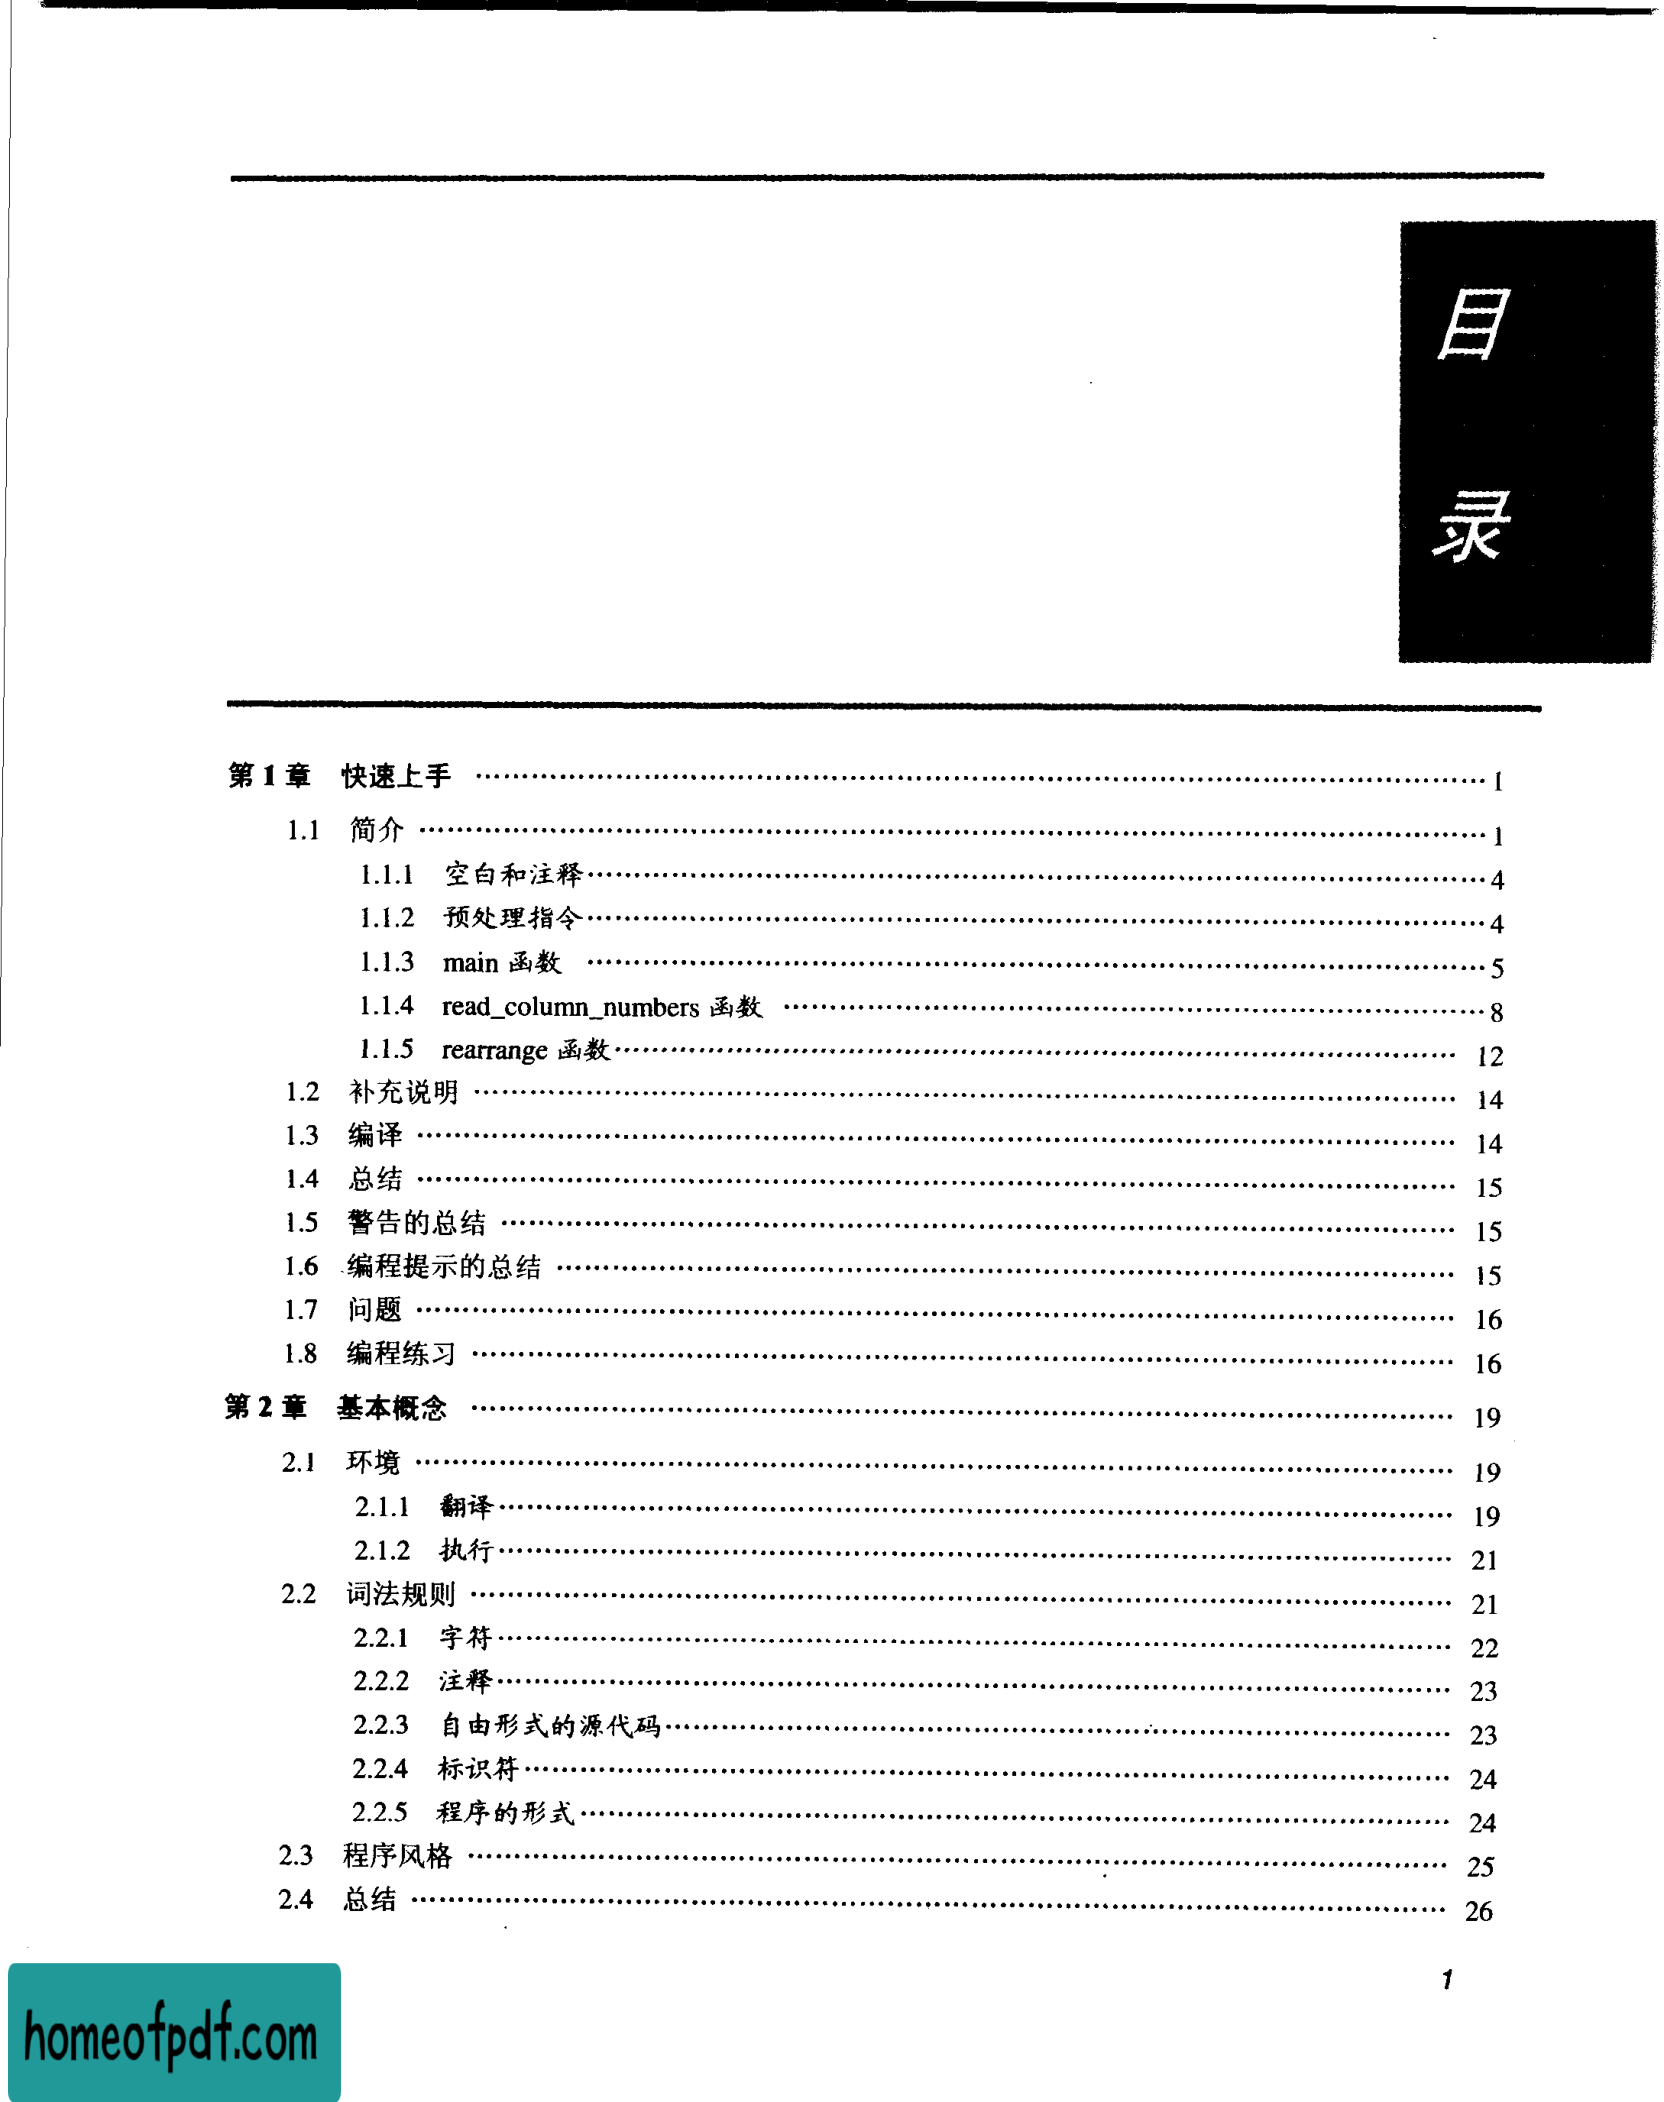 目
录
第 1 章 快速上手 ……………………………………………… 1
1.1 简介 ……………………………………………… 1
1.1.1 空白和注释 ……………………………………………… 4
1.1.2 预处理指令 ……………………………………………… 4
1.1.3 main 函数 ……………………………………………… 5
1.1.4 read_column_numbers 函数 ……………………………………………… 8
1.1.5 rearrange 函数 ……………………………………………… 12
1.2 补充说明 ……………………………………………… 14
1.3 编译 ……………………………………………… 14
1.4 总结 ……………………………………………… 15
1.5 警告的总结 ……………………………………………… 15
1.6 编程提示的总结 ……………………………………………… 15
1.7 问题 ……………………………………………… 16
1.8 编程练习 ……………………………………………… 16
第 2 章 基本概念 ……………………………………………… 19
2.1 环境 ……………………………………………… 19
2.1.1 翻译 ……………………………………………… 19
2.1.2 执行 ……………………………………………… 21
2.2 词法规则 ……………………………………………… 21
2.2.1 字符 ……………………………………………… 22
2.2.2 注释 ……………………………………………… 23
2.2.3 自由形式的源代码 ……………………………………………… 23
2.2.4 标识符 ……………………………………………… 24
2.2.5 程序的形式 ……………………………………………… 24
2.3 程序风格 ……………………………………………… 25
2.4 总结 ……………………………………………… 26
1
homeofpdf.com